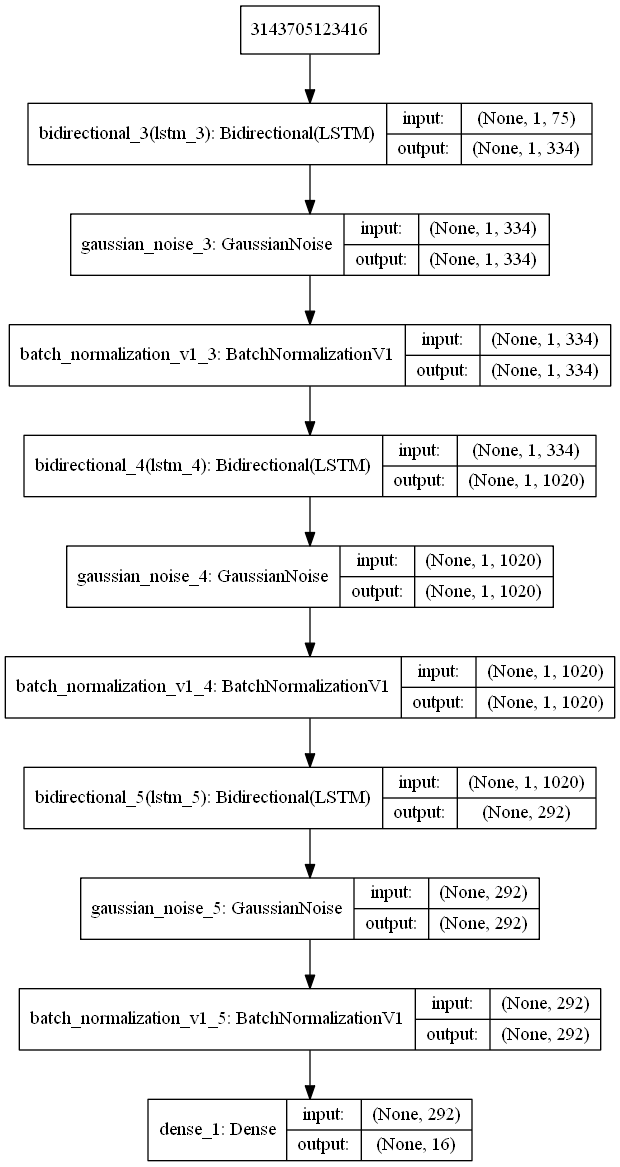 3143705123416
bidirectional_3(lstm_3): Bidirectional(LSTM)
input: (None, 1, 75)
output: (None, 1, 334)
gaussian_noise_3: GaussianNoise
input: (None, 1, 334)
output: (None, 1, 334)
batch_normalization_v1_3: BatchNormalizationV1
input: (None, 1, 334)
output: (None, 1, 334)
bidirectional_4(lstm_4): Bidirectional(LSTM)
input: (None, 1, 334)
output: (None, 1, 1020)
gaussian_noise_4: GaussianNoise
input: (None, 1, 1020)
output: (None, 1, 1020)
batch_normalization_v1_4: BatchNormalizationV1
input: (None, 1, 1020)
output: (None, 1, 1020)
bidirectional_5(lstm_5): Bidirectional(LSTM)
input: (None, 1, 1020)
output: (None, 292)
gaussian_noise_5: GaussianNoise
input: (None, 292)
output: (None, 292)
batch_normalization_v1_5: BatchNormalizationV1
input: (None, 292)
output: (None, 292)
dense_1: Dense
input: (None, 292)
output: (None, 16)